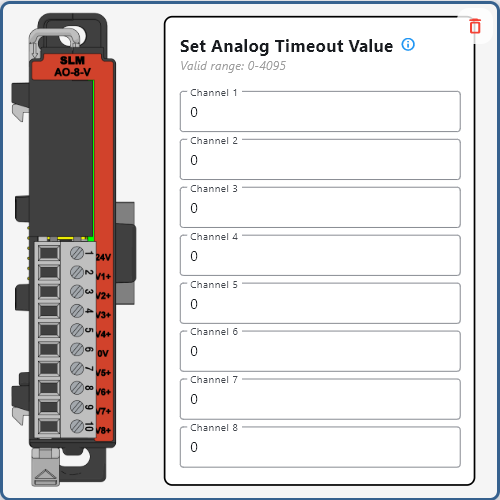 SLM
AO-8-V
1 24V
2 V1+
3 V2+
4 V3+
5 V4+
6 0V
7 V5+
8 V6+
9 V7+
10 V8+
Set Analog Timeout Value
Valid range: 0-4095
Channel 1
0
Channel 2
0
Channel 3
0
Channel 4
0
Channel 5
0
Channel 6
0
Channel 7
0
Channel 8
0